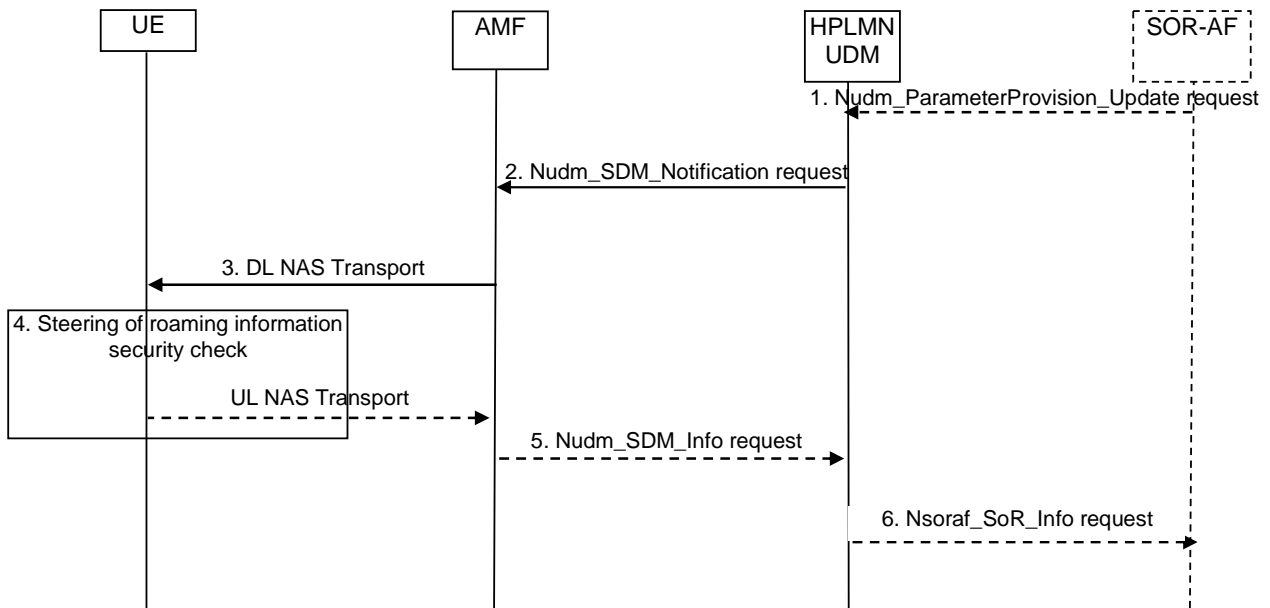 UE
AMF
HPLMN
UDM
SOR-AF
1. Nudm_ParameterProvision_Update request
2. Nudm_SDM_Notification request
3. DL NAS Transport
4. Steering of roaming information
security check
UL NAS Transport
5. Nudm_SDM_Info request
6. Nsoraf_SoR_Info request